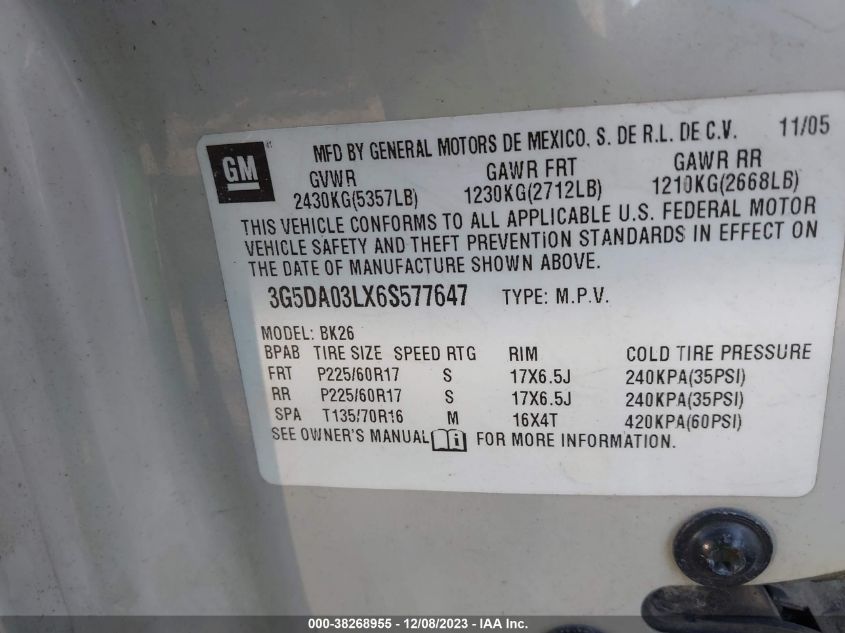 GM
MFD BY GENERAL MOTORS DE MEXICO, S. DE R.L. DE C.V. 11/05
GVWR GAWR FRT GAWR RR
2430KG(5357LB) 1230KG(2712LB) 1210KG(2668LB)
THIS VEHICLE CONFORMS TO ALL APPLICABLE U.S. FEDERAL MOTOR
VEHICLE SAFETY AND THEFT PREVENTION STANDARDS IN EFFECT ON
THE DATE OF MANUFACTURE SHOWN ABOVE.
3G5DA03LX6S577647 TYPE: M.P.V.
MODEL: BK26
BPAB TIRE SIZE SPEED RTG RIM COLD TIRE PRESSURE
FRT P225/60R17 S 17X6.5J 240KPA(35PSI)
RR P225/60R17 S 17X6.5J 240KPA(35PSI)
SPA T135/70R16 M 16X4T 420KPA(60PSI)
SEE OWNER'S MANUAL FOR MORE INFORMATION.
000-38268955 - 12/08/2023 - IAA Inc.